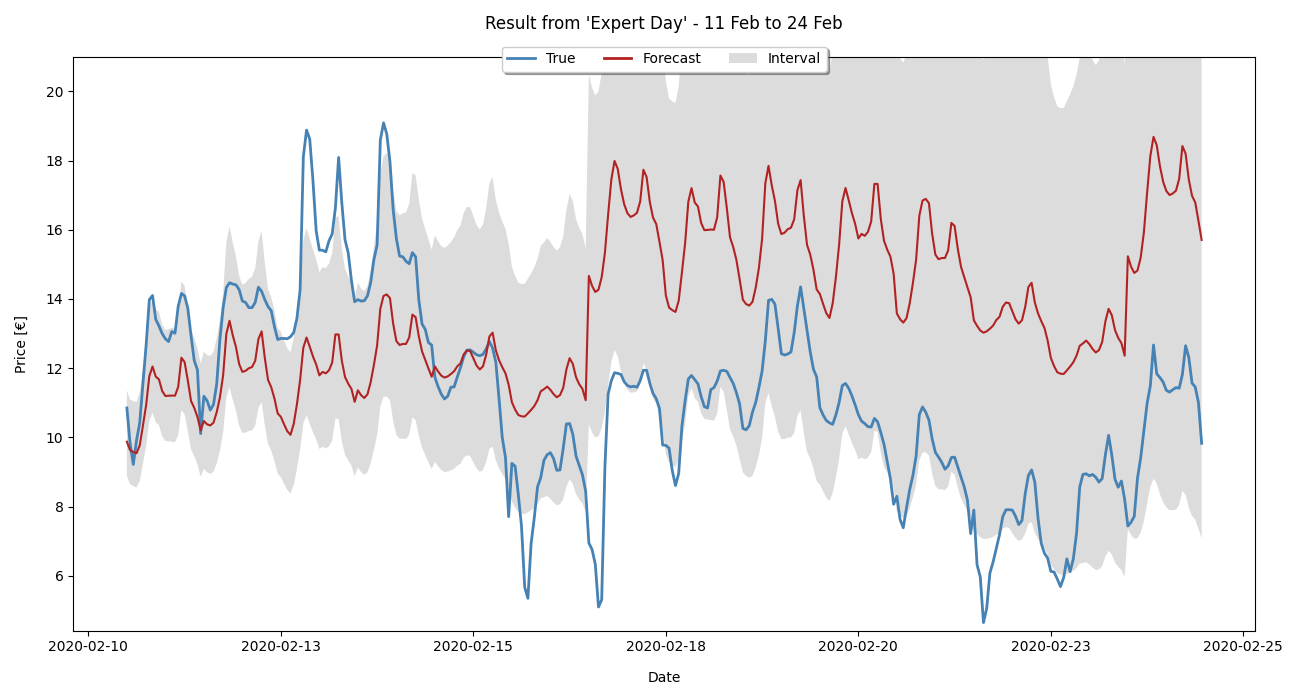 Result from 'Expert Day' - 11 Feb to 24 Feb
True Forecast Interval
Price [€]
20
18
16
14
12
10
8
6
2020-02-10 2020-02-13 2020-02-15 2020-02-18 2020-02-20 2020-02-23 2020-02-25
Date